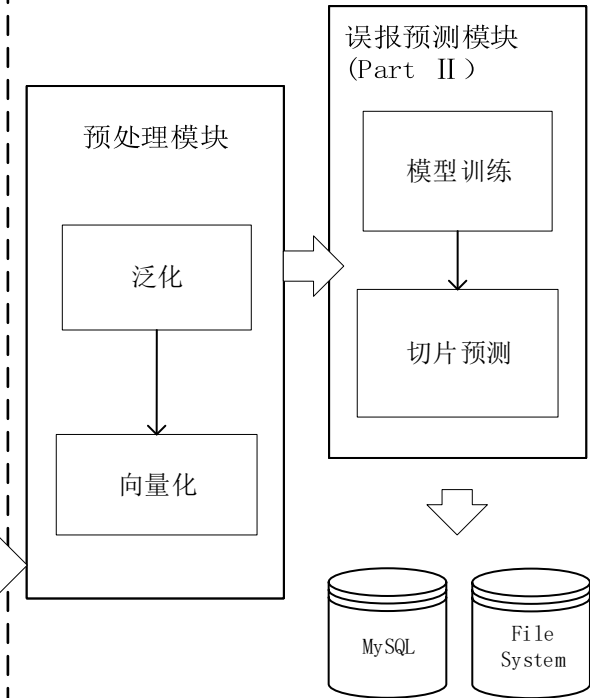 预处理模块
泛化
向量化
误报预测模块
(Part Ⅱ)
模型训练
切片预测
MySQL
File
System